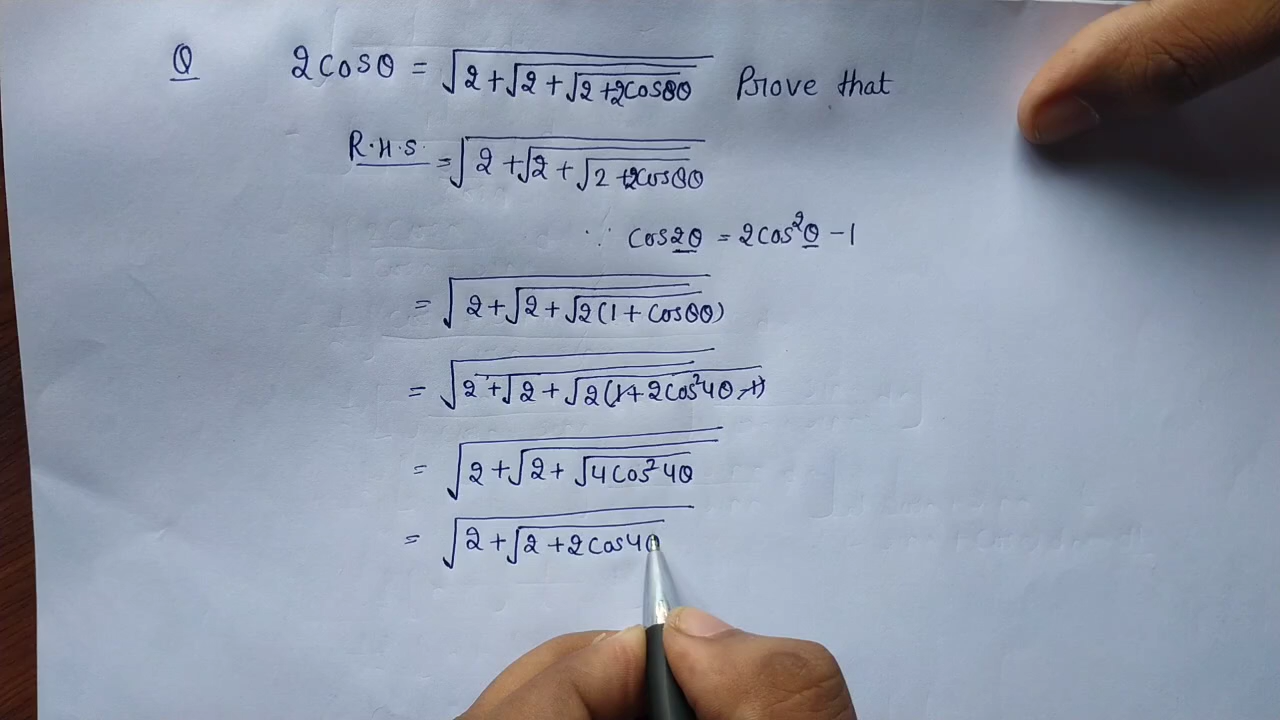 Q 2cosθ = √2+√2+√2+2cos8θ Prove that
R.H.S. = √2+√2+√2+2cos8θ
∵ cos2θ = 2cos²θ - 1
= √2+√2+√2(1+cos8θ)
= √2+√2+√2(1+2cos²4θ-1)
= √2+√2+√4cos²4θ
= √2+√2+2cos4θ